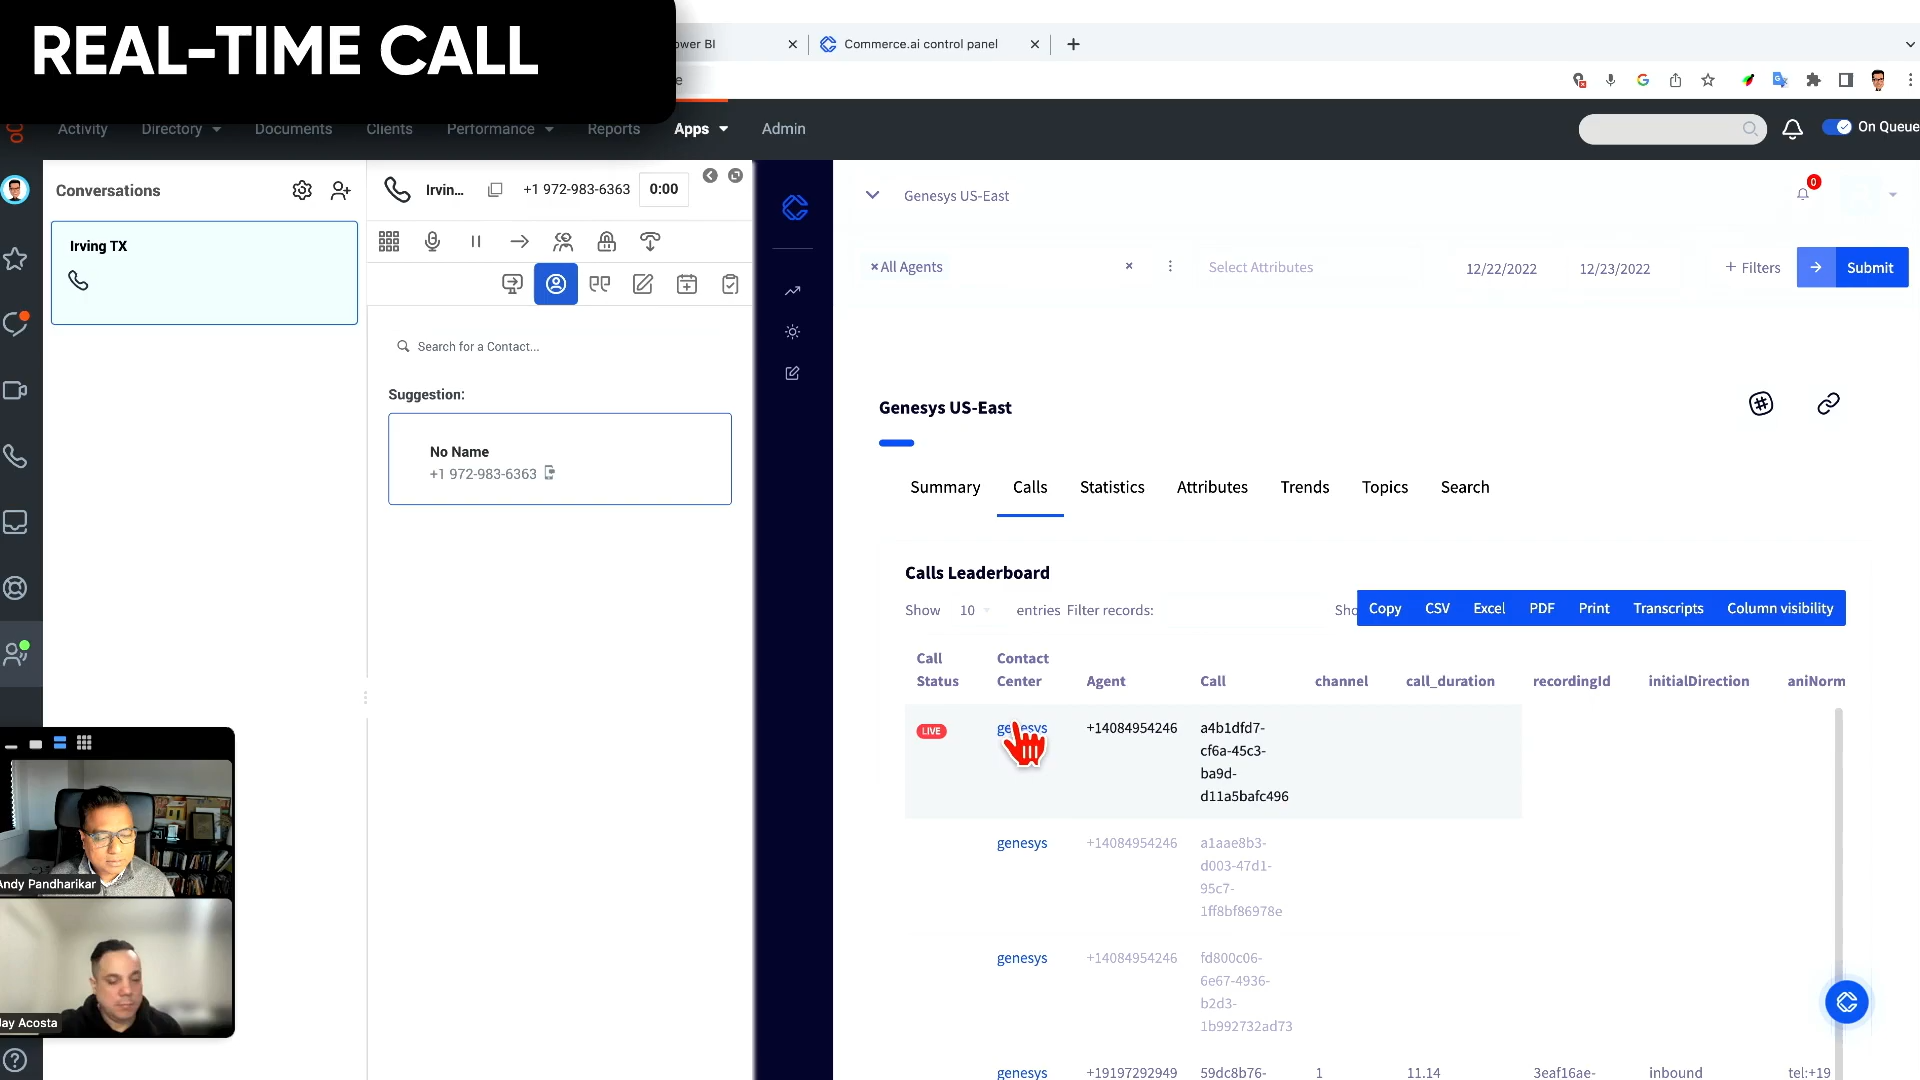 REAL-TIME CALL
ower BI
Commerce.ai control panel
e
Activity
Directory
Documents
Clients
Performance
Reports
Apps
Admin
On Queue
Conversations
Irving TX
Irvin...
+1 972-983-6363
0:00
Search for a Contact...
Suggestion:
No Name
+1 972-983-6363
Andy Pandharikar
Jay Acosta
Genesys US-East
0
×All Agents
×
Select Attributes
12/22/2022
12/23/2022
+ Filters
Submit
Genesys US-East
Summary
Calls
Statistics
Attributes
Trends
Topics
Search
Calls Leaderboard
Show 10 entries Filter records:
Sho
Copy
CSV
Excel
PDF
Print
Transcripts
Column visibility
Call Status
Contact Center
Agent
Call
channel
call_duration
recordingId
initialDirection
aniNorm
LIVE
genesys
+14084954246
a4b1dfd7-
cf6a-45c3-
ba9d-
d11a5bafc496
genesys
+14084954246
a1aae8b3-
d003-47d1-
95c7-
1ff8bf86978e
genesys
+14084954246
fd800c06-
6e67-4936-
b2d3-
1b992732ad73
genesys
+19197292949
59dc8b76-
1
11.14
3eaf16ae-
inbound
tel:+19